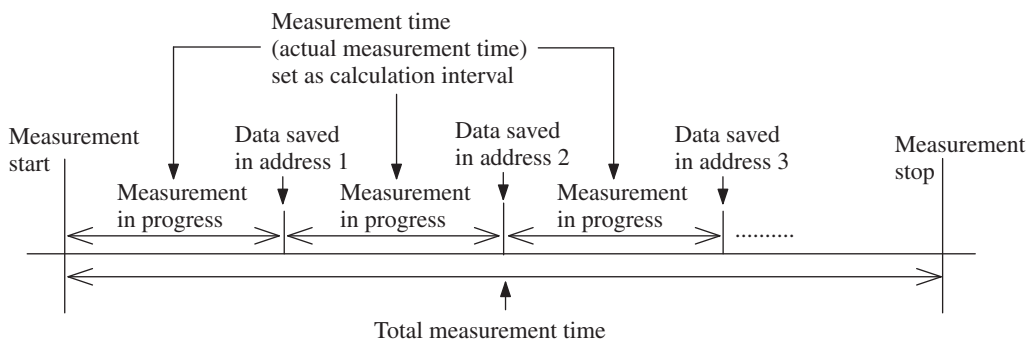 Measurement time
(actual measurement time)
set as calculation interval
Measurement
start
Data saved
in address 1
Data saved
in address 2
Data saved
in address 3
Measurement
stop
Measurement
in progress
Measurement
in progress
Measurement
in progress
..........
Total measurement time